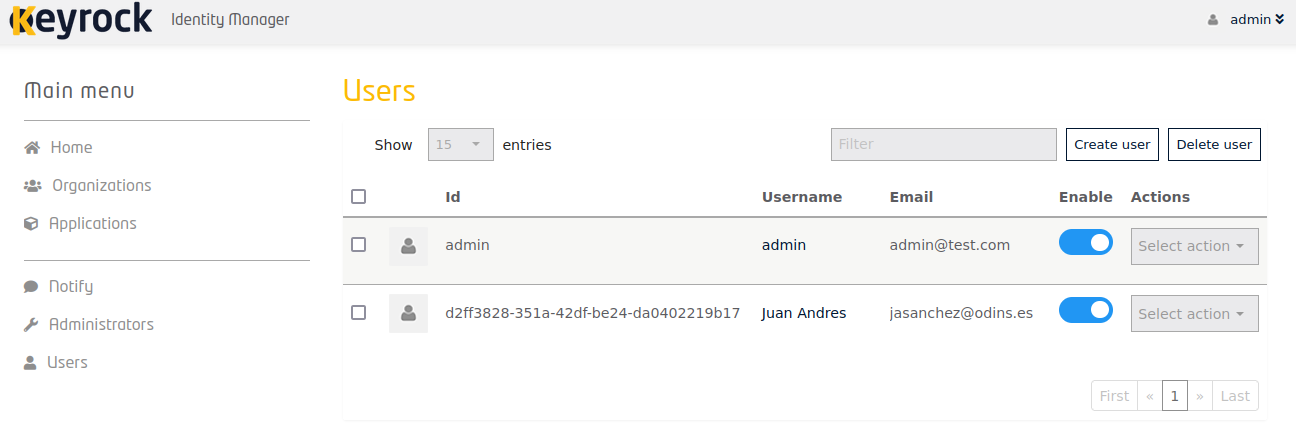 Keyrock Identity Manager admin
Main menu
Home
Organizations
Applications
Notify
Administrators
Users
Users
Show 15 entries Filter Create user Delete user
Id Username Email Enable Actions
admin admin admin@test.com Select action
d2ff3828-351a-42df-be24-da0402219b17 Juan Andres jasanchez@odins.es Select action
First « 1 » Last